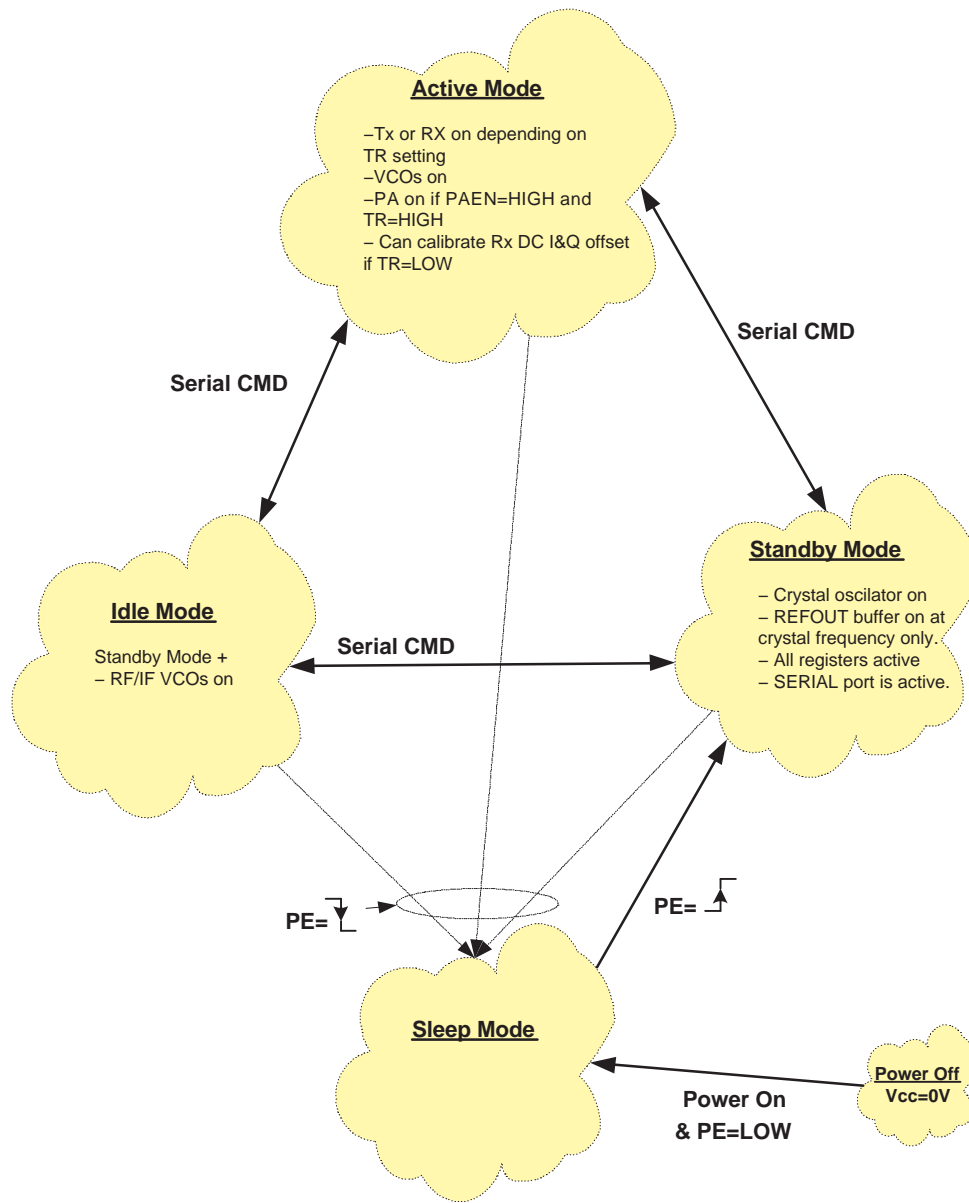 Active Mode
–Tx or RX on depending on
TR setting
–VCOs on
–PA on if PAEN=HIGH and
TR=HIGH
– Can calibrate Rx DC I&Q offset
if TR=LOW
Serial CMD
Serial CMD
Standby Mode
– Crystal oscilator on
– REFOUT buffer on at
crystal frequency only.
– All registers active
– SERIAL port is active.
Idle Mode
Standby Mode +
– RF/IF VCOs on
Serial CMD
PE=
PE=
Sleep Mode
Power On
& PE=LOW
Power Off
Vcc=0V